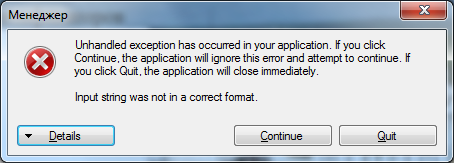 Менеджер
Unhandled exception has occurred in your application. If you click
Continue, the application will ignore this error and attempt to continue. If
you click Quit, the application will close immediately.
Input string was not in a correct format.
Details
Continue
Quit